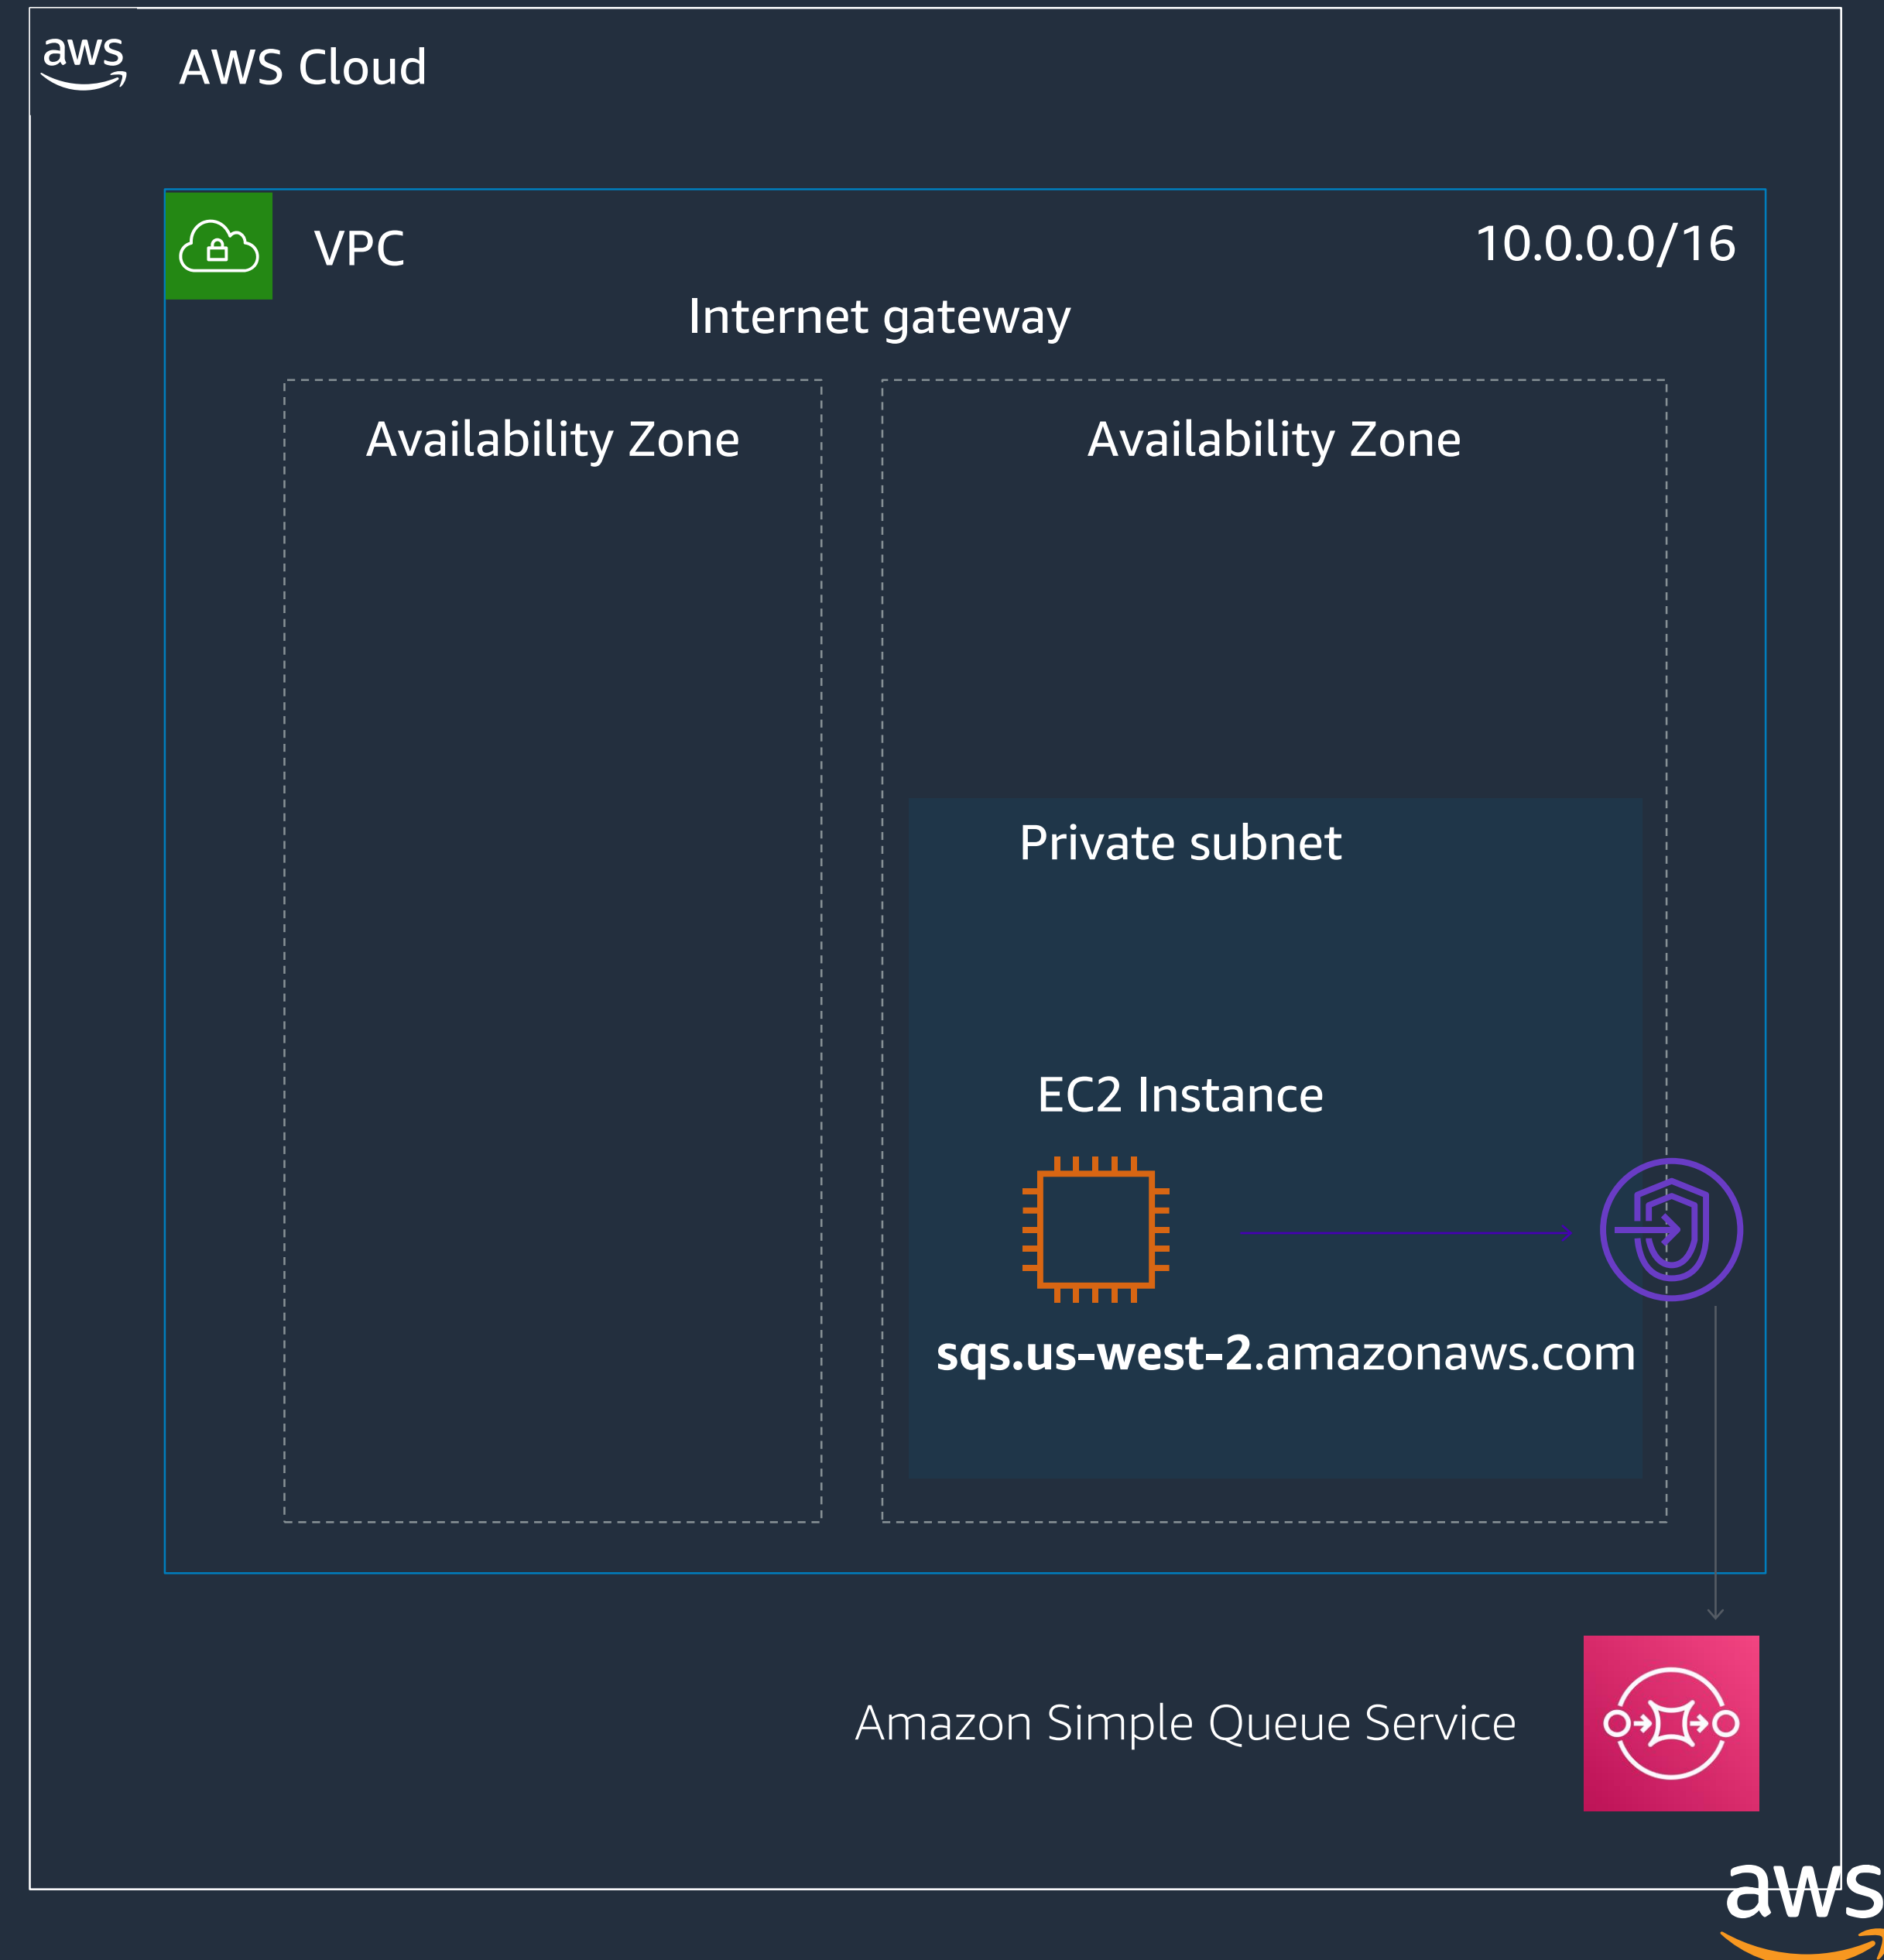 aws
AWS Cloud
VPC
10.0.0.0/16
Internet gateway
Availability Zone
Availability Zone
Private subnet
EC2 Instance
sqs.us-west-2.amazonaws.com
Amazon Simple Queue Service
aws